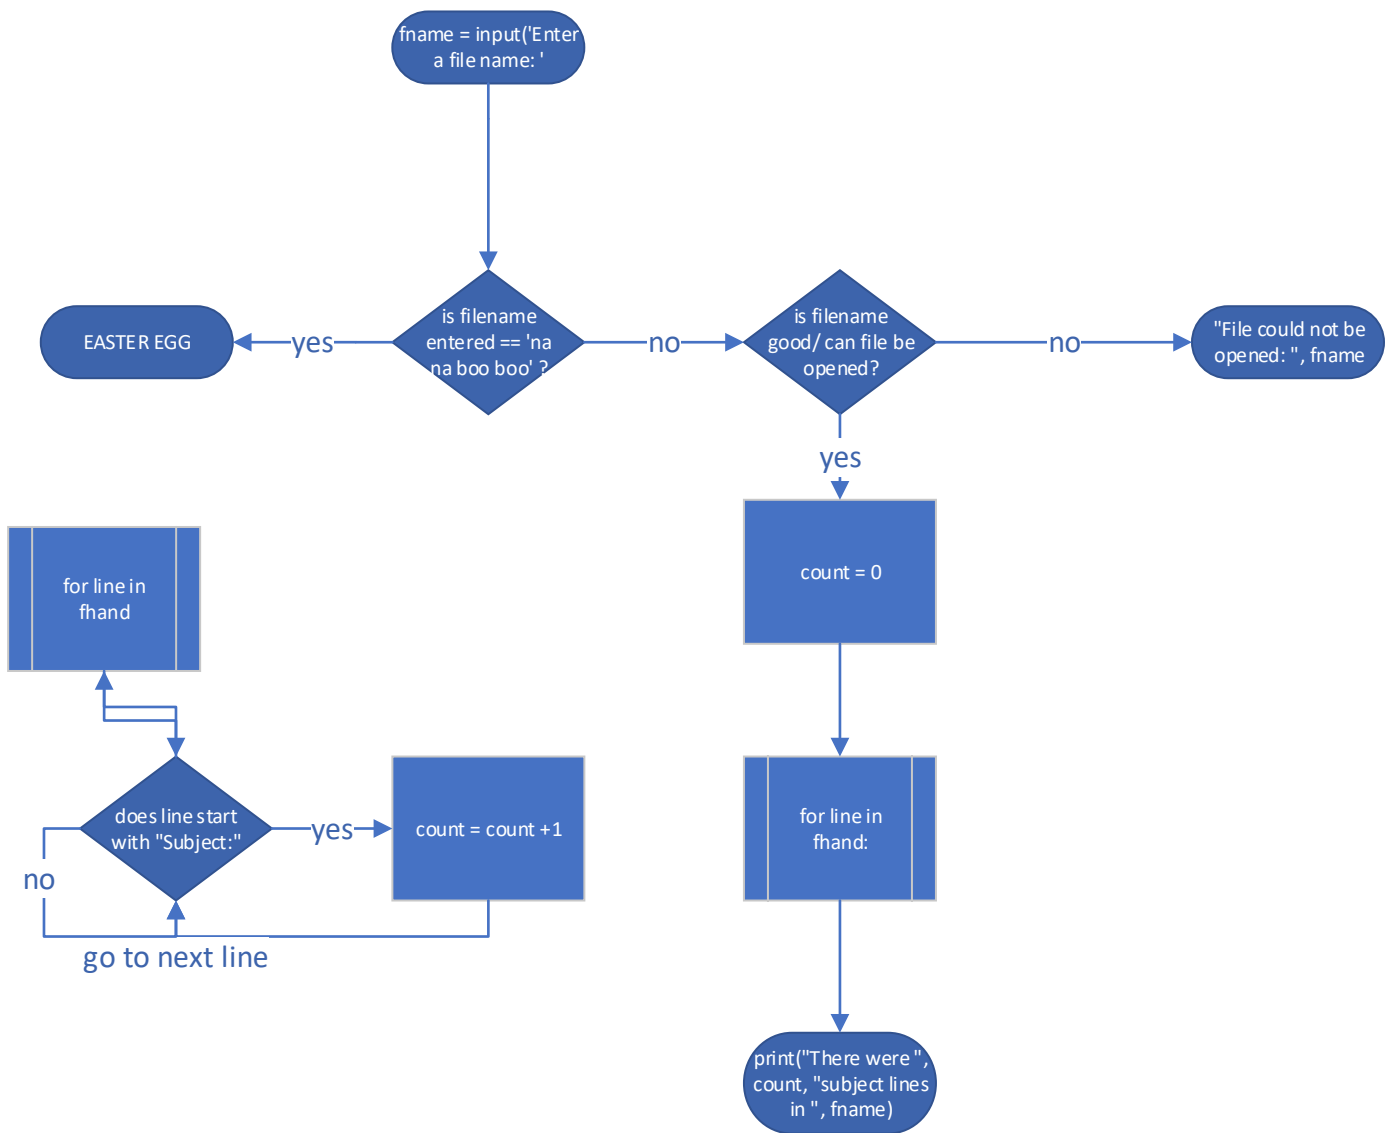 fname = input('Enter
a file name: '
is filename
entered == 'na
na boo boo' ?
yes
EASTER EGG
no
is filename
good/ can file be
opened?
no
"File could not be
opened: ", fname
yes
count = 0
for line in
fhand:
print("There were ",
count, "subject lines
in ", fname)
for line in
fhand
does line start
with "Subject:"
yes
count = count +1
no
go to next line